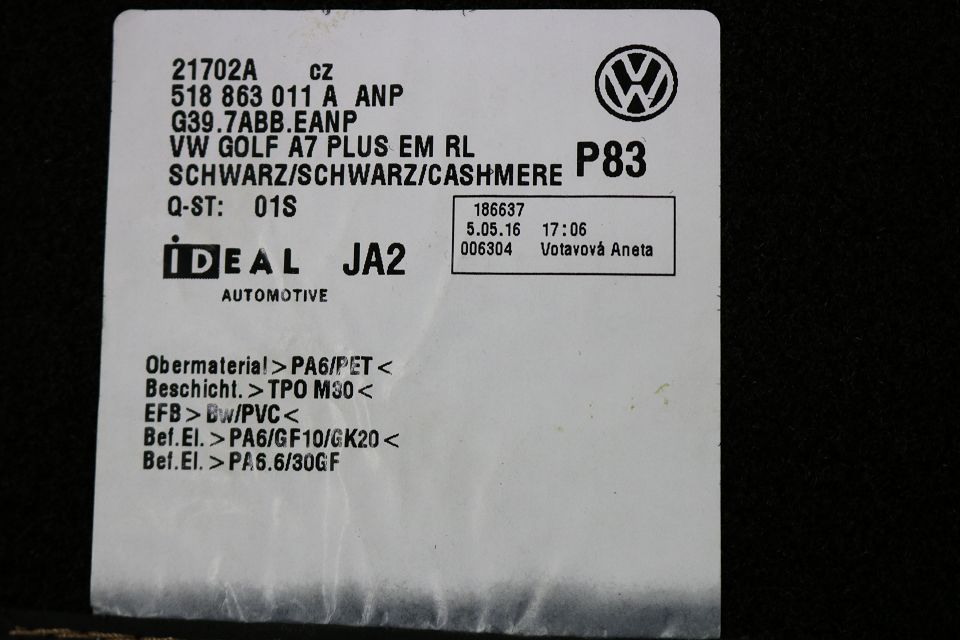 21702A cz
518 863 011 A ANP
G39.7ABB.EANP
VW GOLF A7 PLUS EM RL
SCHWARZ/SCHWARZ/CASHMERE P83
Q-ST: 01S
186637
5.05.16 17:06
006304 Votavová Aneta
iDEAL JA2
AUTOMOTIVE
Obermaterial > PA6/PET <
Beschicht. > TPO M30 <
EFB > Bw/PVC <
Bef.El. > PA6/GF10/GK20 <
Bef.El. > PA6.6/30GF